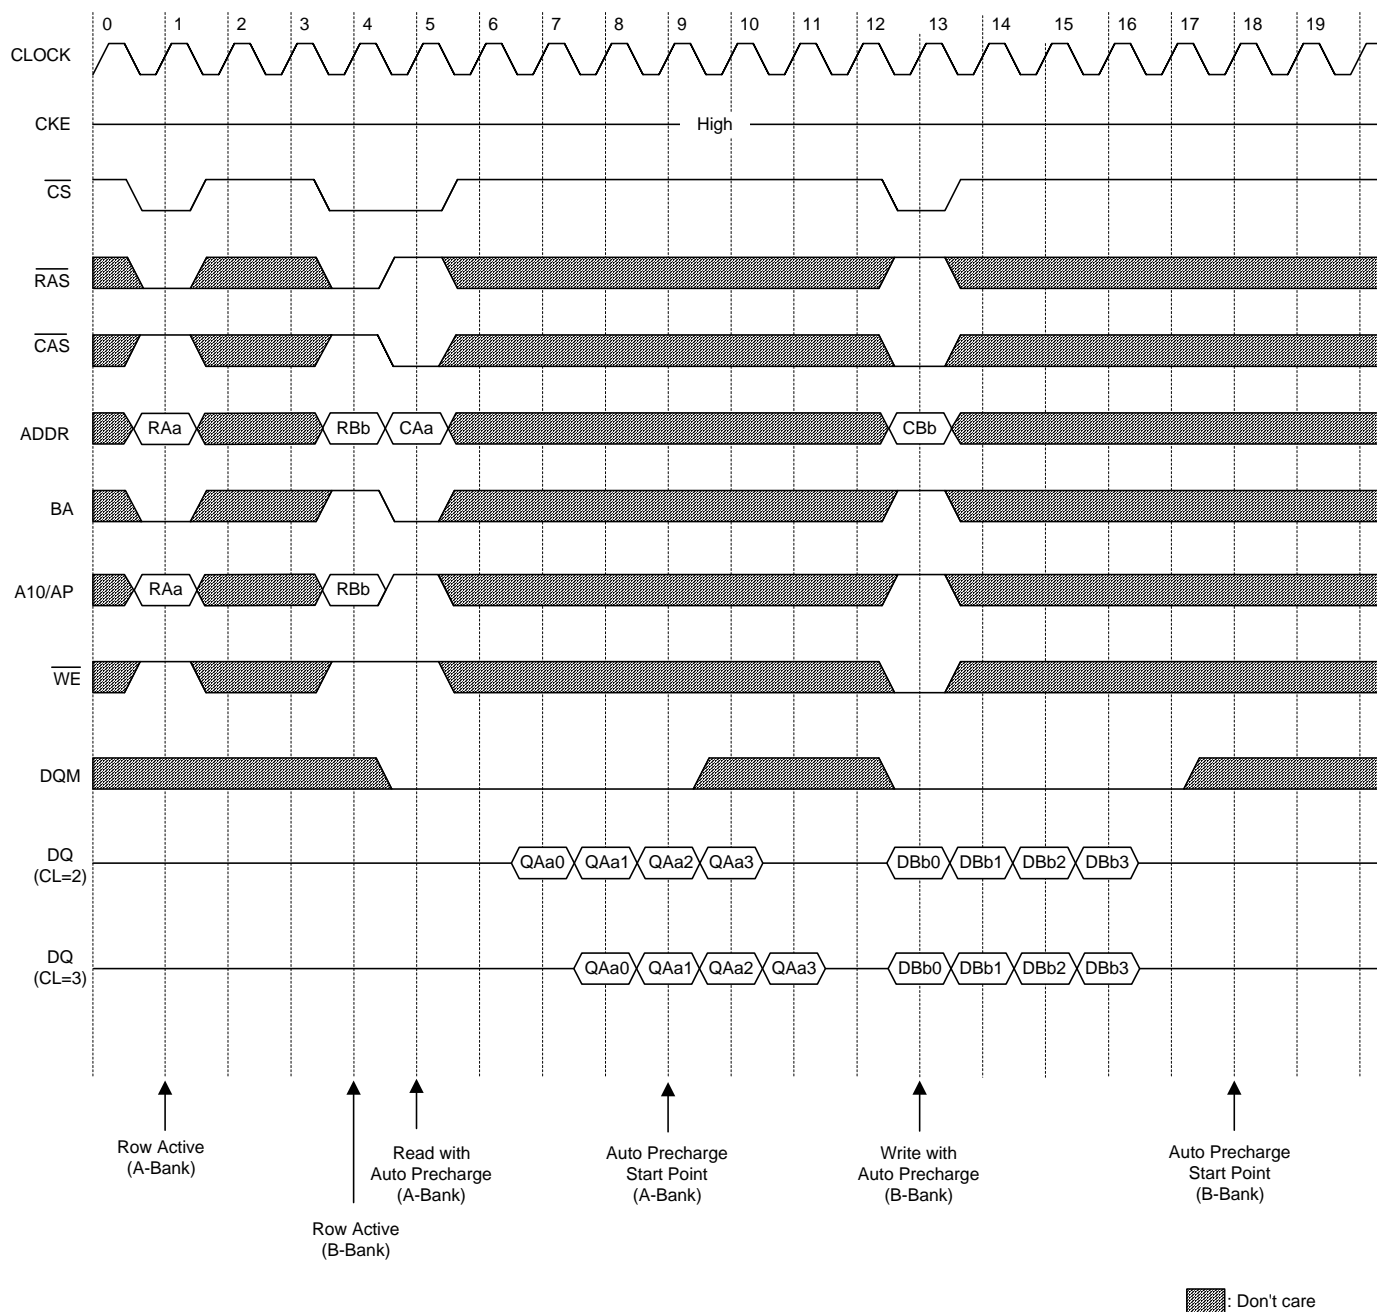 0 1 2 3 4 5 6 7 8 9 10 11 12 13 14 15 16 17 18 19
CLOCK
CKE High
CS
RAS
CAS
ADDR RAa RBb CAa CBb
BA
A10/AP RAa RBb
WE
DQM
DQ
(CL=2)
QAa0 QAa1 QAa2 QAa3 DBb0 DBb1 DBb2 DBb3
DQ
(CL=3)
QAa0 QAa1 QAa2 QAa3 DBb0 DBb1 DBb2 DBb3
Row Active
(A-Bank)
Row Active
(B-Bank)
Read with
Auto Precharge
(A-Bank)
Auto Precharge
Start Point
(A-Bank)
Write with
Auto Precharge
(B-Bank)
Auto Precharge
Start Point
(B-Bank)
: Don't care